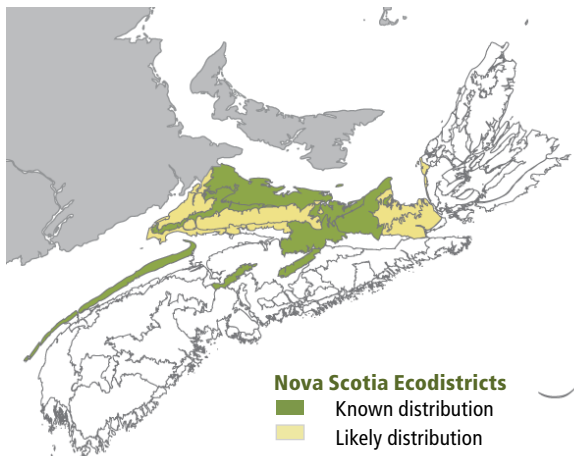 Nova Scotia Ecodistricts
Known distribution
Likely distribution